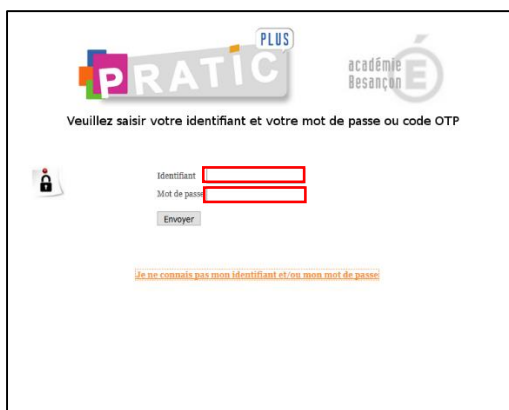 PRATIC
PLUS
académie
Besançon
Veuillez saisir votre identifiant et votre mot de passe ou code OTP
Identifiant
Mot de passe
Envoyer
Je ne connais pas mon identifiant et/ou mon mot de passe